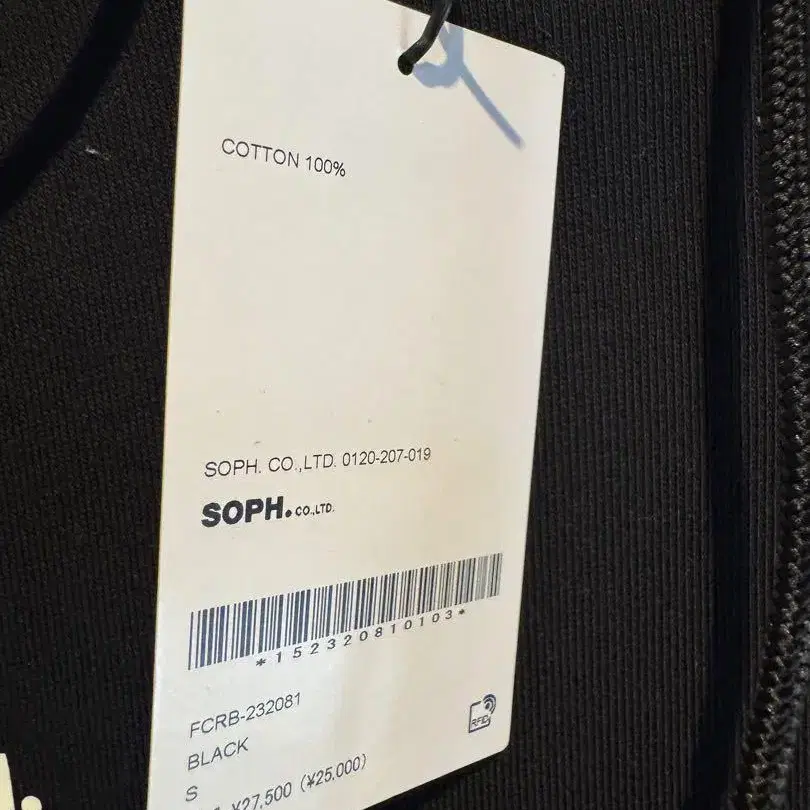 COTTON 100%
SOPH. CO.,LTD. 0120-207-019
SOPH. CO.,LTD.
*152320810103*
FCRB-232081
BLACK
S
¥27,500 (¥25,000)